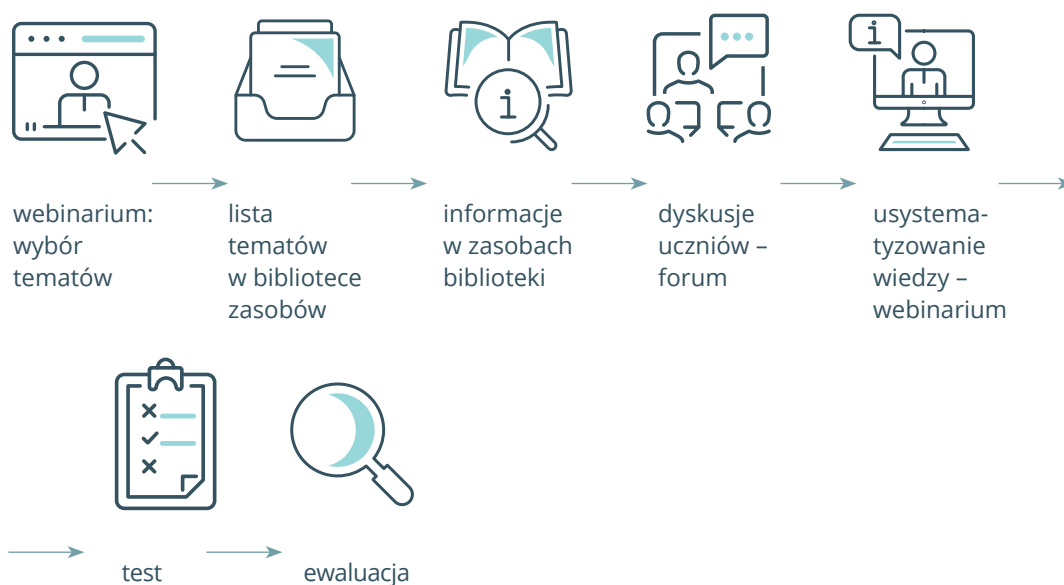 webinarium:
wybór
tematów
lista
tematów
w bibliotece
zasobów
informacje
w zasobach
biblioteki
dyskusje
uczniów –
forum
usystema-
tyzowanie
wiedzy –
webinarium
test
ewaluacja